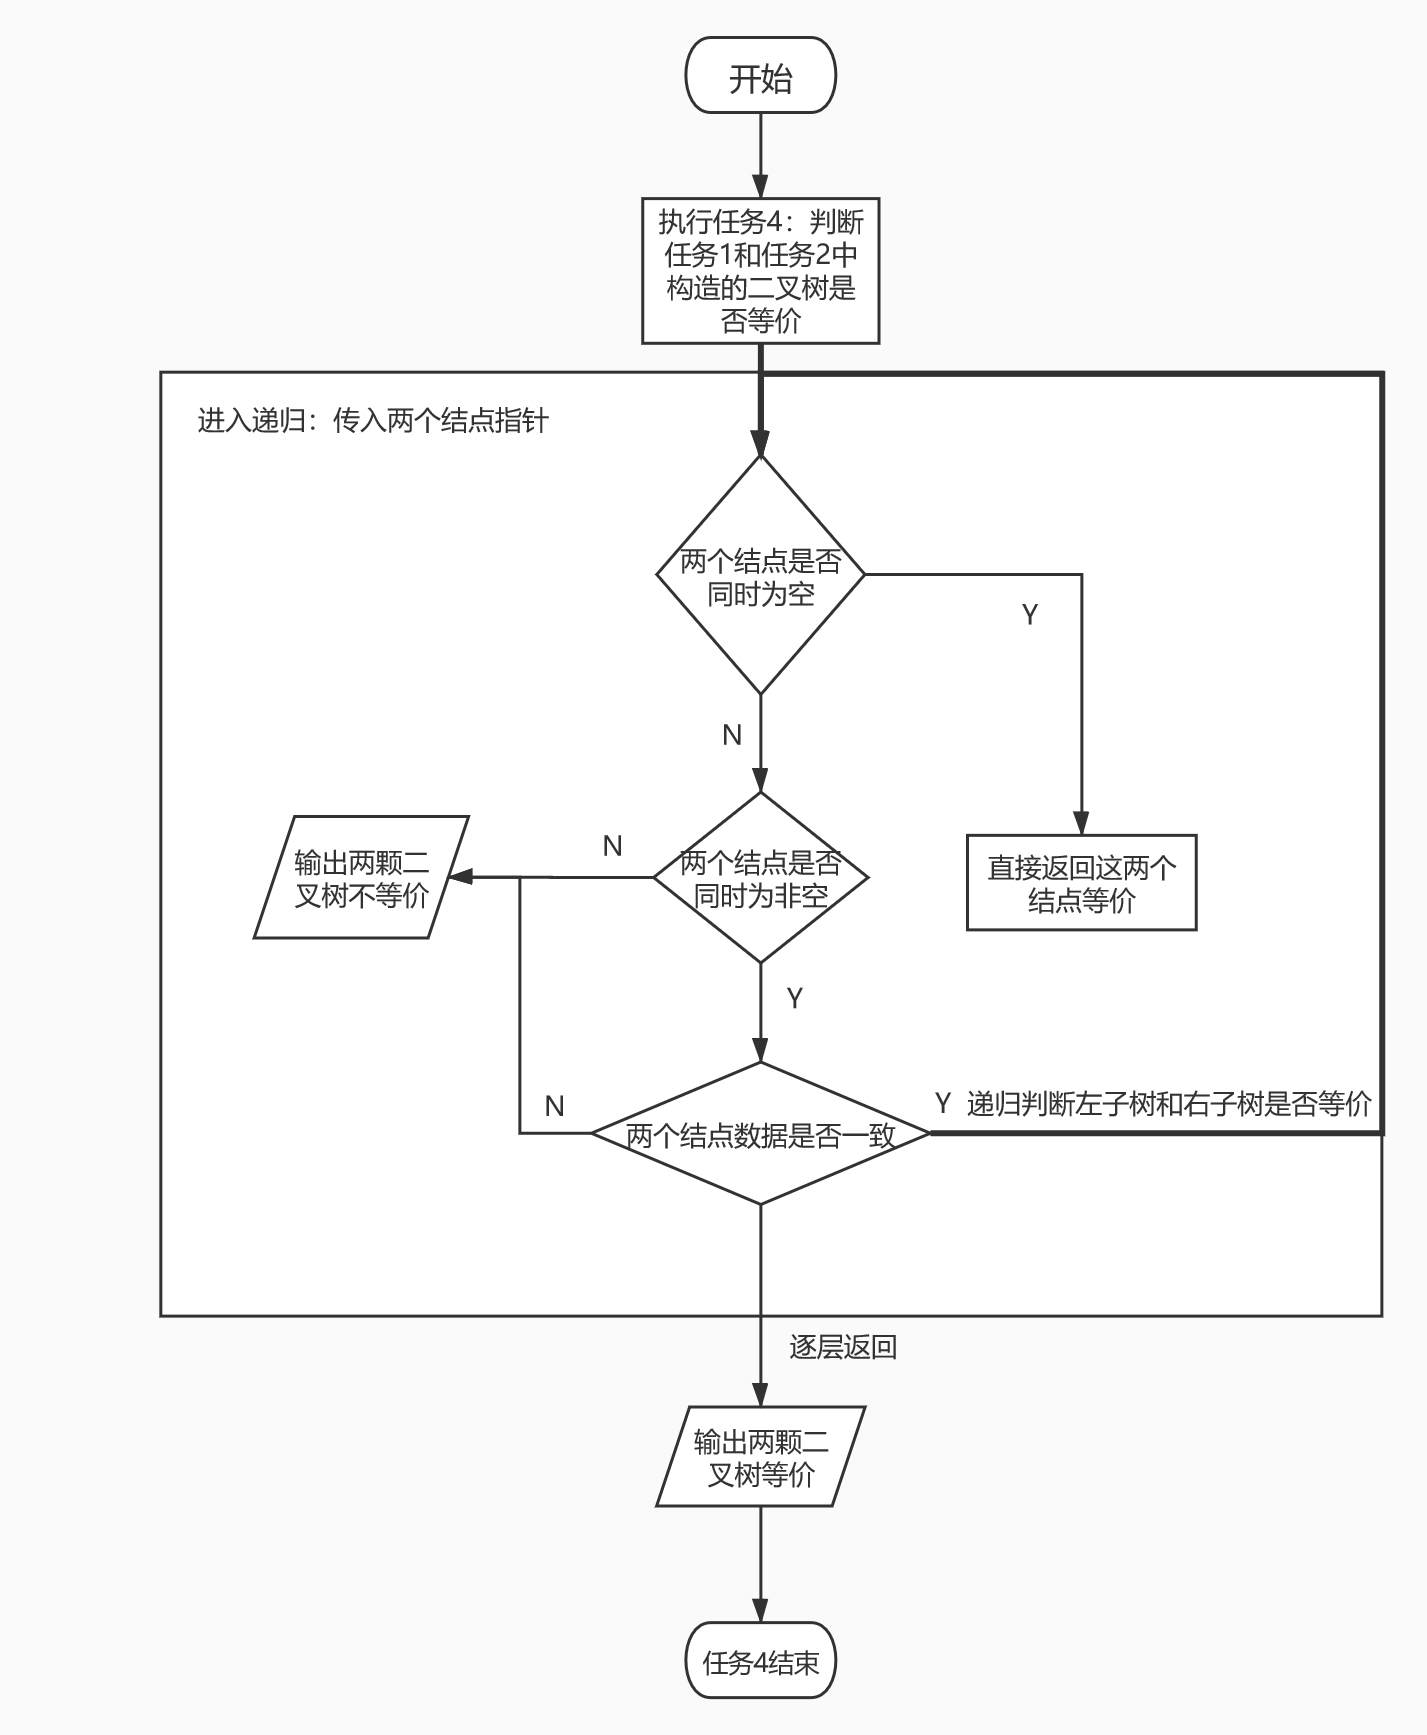 开始
执行任务4：判断
任务1和任务2中
构造的二叉树是
否等价
进入递归：传入两个结点指针
两个结点是否
同时为空
Y
N
输出两颗二
叉树不等价
N
两个结点是否
同时为非空
直接返回这两个
结点等价
Y
N
两个结点数据是否一致
Y 递归判断左子树和右子树是否等价
逐层返回
输出两颗二
叉树等价
任务4结束